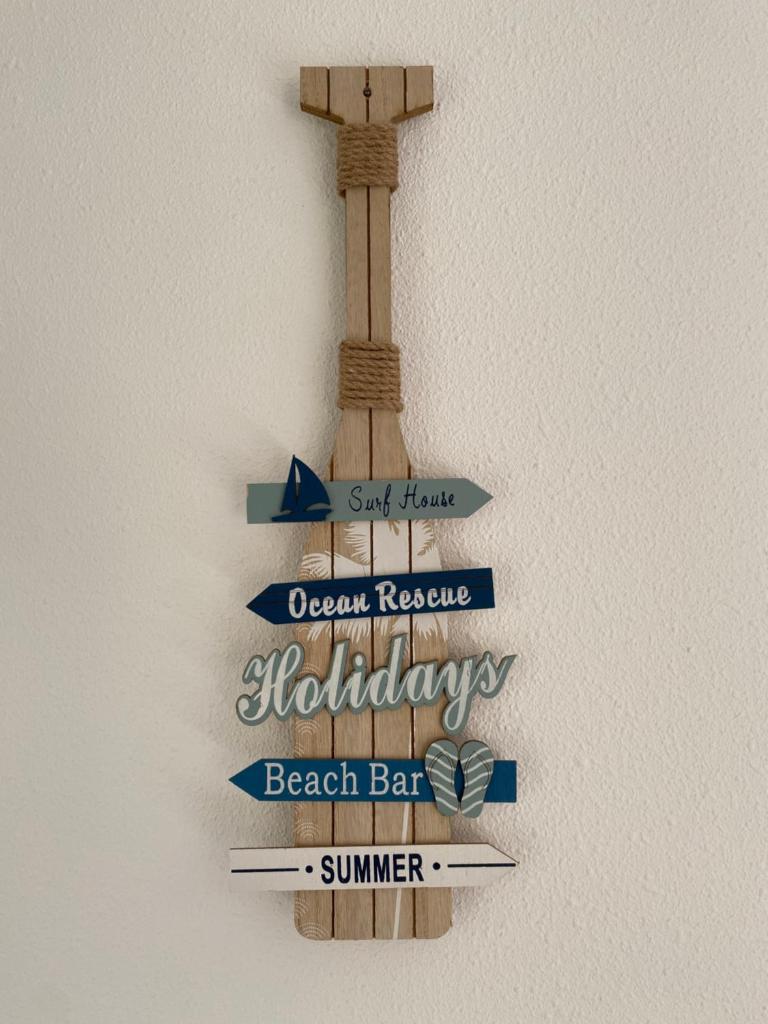 Surf House
Ocean Rescue
Holidays
Beach Bar
• SUMMER •